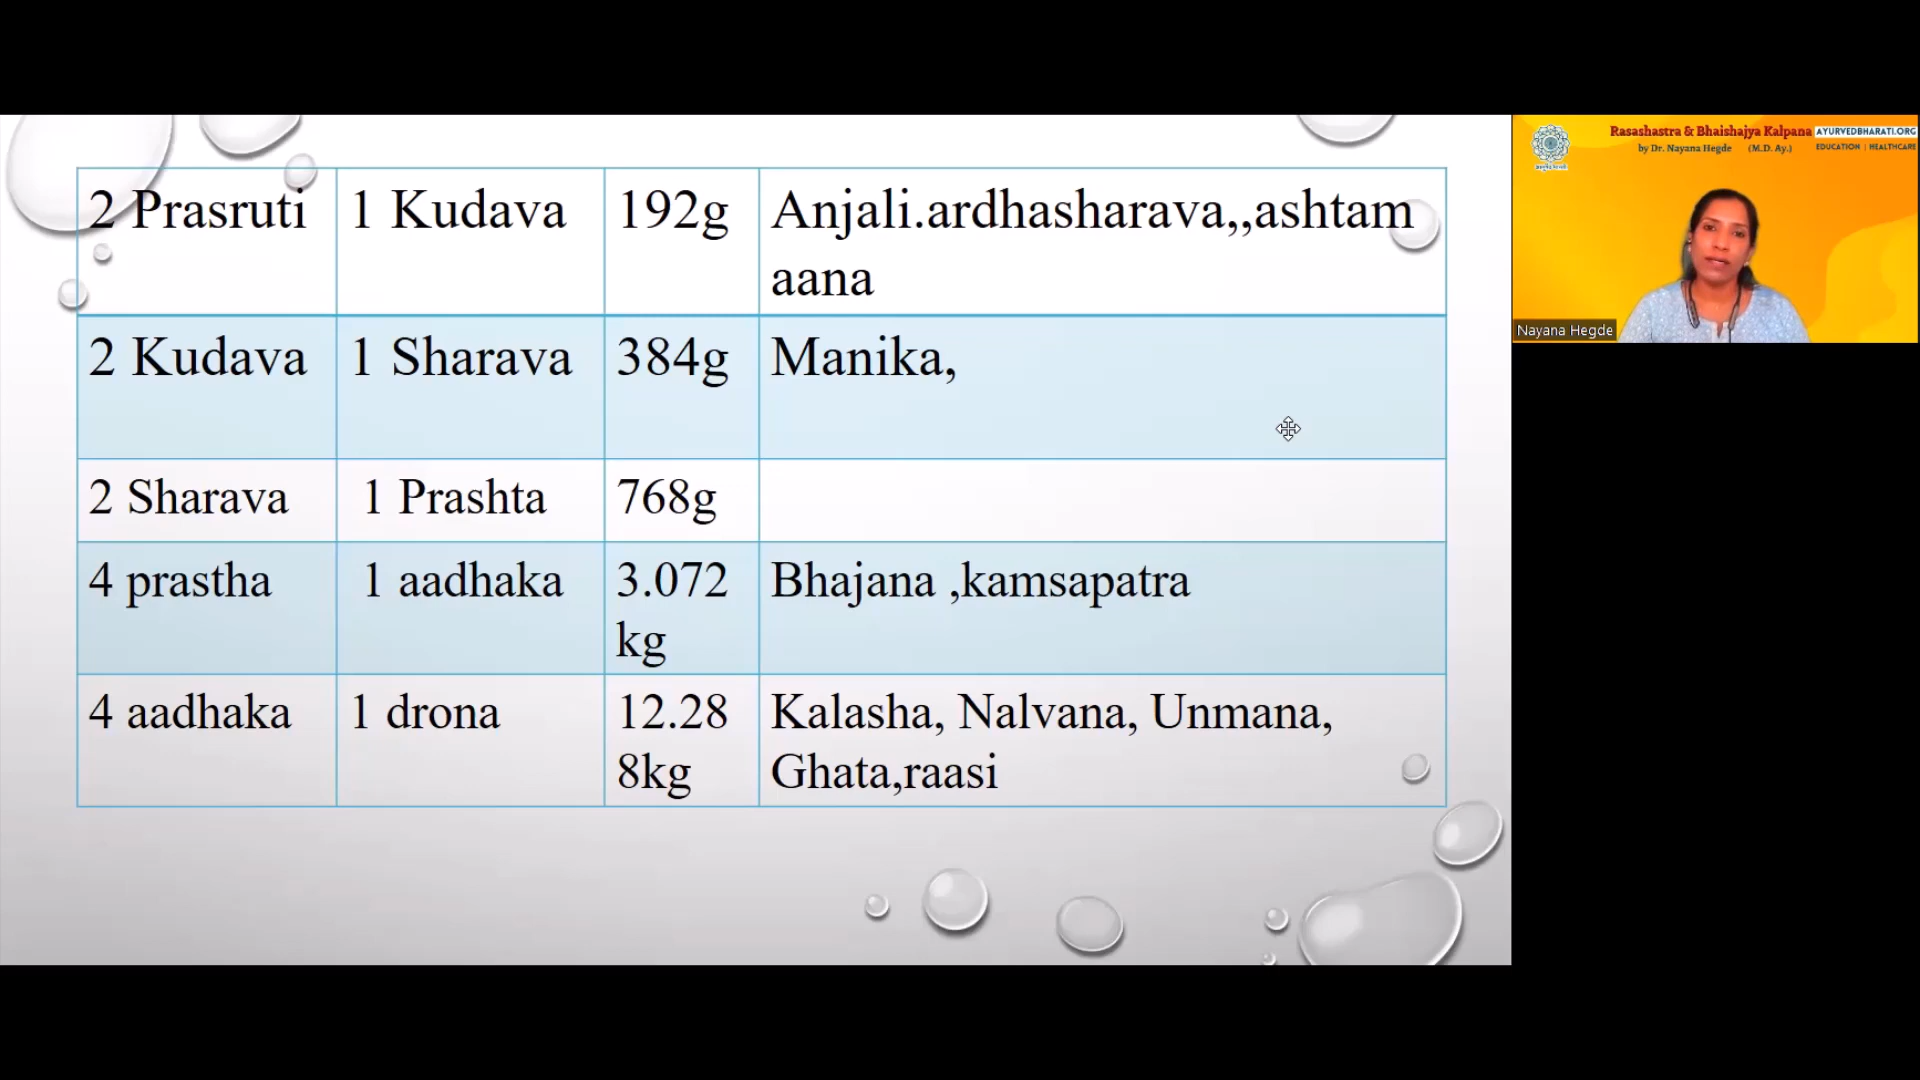 2 Prasruti 1 Kudava 192g Anjali.ardhasharava,,ashtam
aana
2 Kudava 1 Sharava 384g Manika,
2 Sharava 1 Prashta 768g
4 prastha 1 aadhaka 3.072 Bhajana ,kamsapatra
kg
4 aadhaka 1 drona 12.28 Kalasha, Nalvana, Unmana,
8kg Ghata,raasi
Rasashastra & Bhaishajya Kalpana AYURVEDBHARATI.ORG
by Dr. Nayana Hegde (M.D. Ay.) EDUCATION | HEALTHCARE
Nayana Hegde